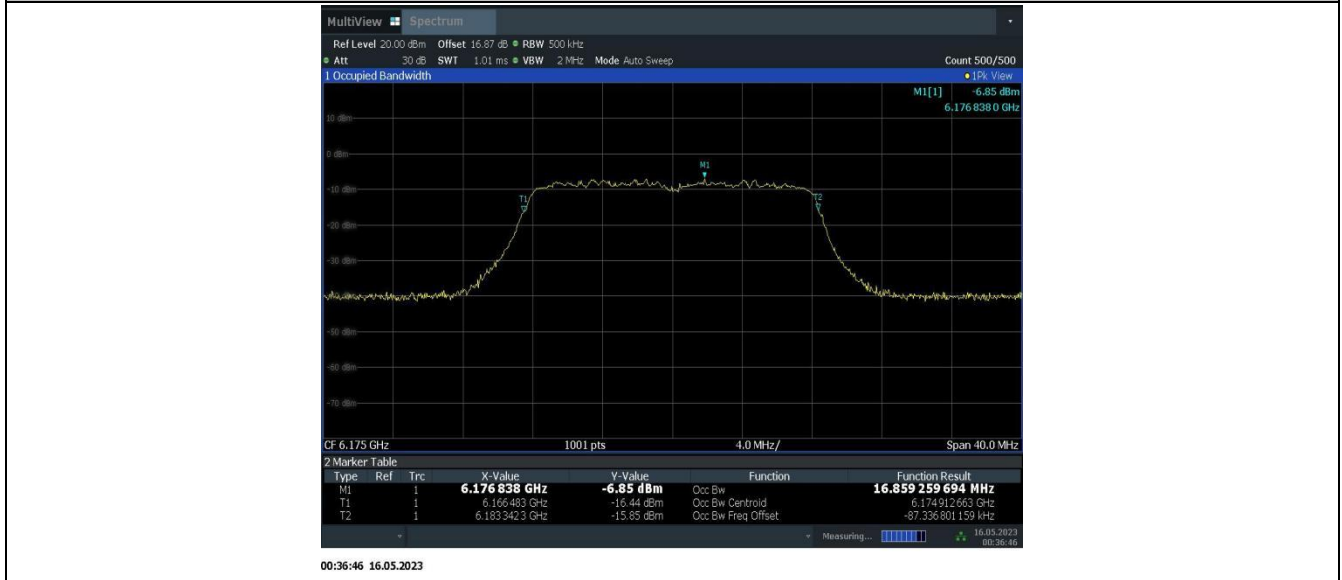 MultiView Spectrum
Ref Level 20.00 dBm Offset 16.87 dB RBW 500 kHz
Att 30 dB SWT 1.01 ms VBW 2 MHz Mode Auto Sweep Count 500/500
1 Occupied Bandwidth 1Pk View
M1[1] -6.85 dBm
6.176 838 0 GHz
10 dBm
0 dBm
M1
-10 dBm
T1 T2
-20 dBm
-30 dBm
-50 dBm
-60 dBm
-70 dBm
CF 6.175 GHz 1001 pts 4.0 MHz/ Span 40.0 MHz
2 Marker Table
Type Ref Trc X-Value Y-Value Function Function Result
M1 1 6.176 838 GHz -6.85 dBm Occ Bw 16.859 259 694 MHz
T1 1 6.166 483 GHz -16.44 dBm Occ Bw Centroid 6.174 912 663 GHz
T2 1 6.183 342 3 GHz -15.85 dBm Occ Bw Freq Offset -87.336 801 159 kHz
Measuring... 16.05.2023
00:36:46
00:36:46 16.05.2023